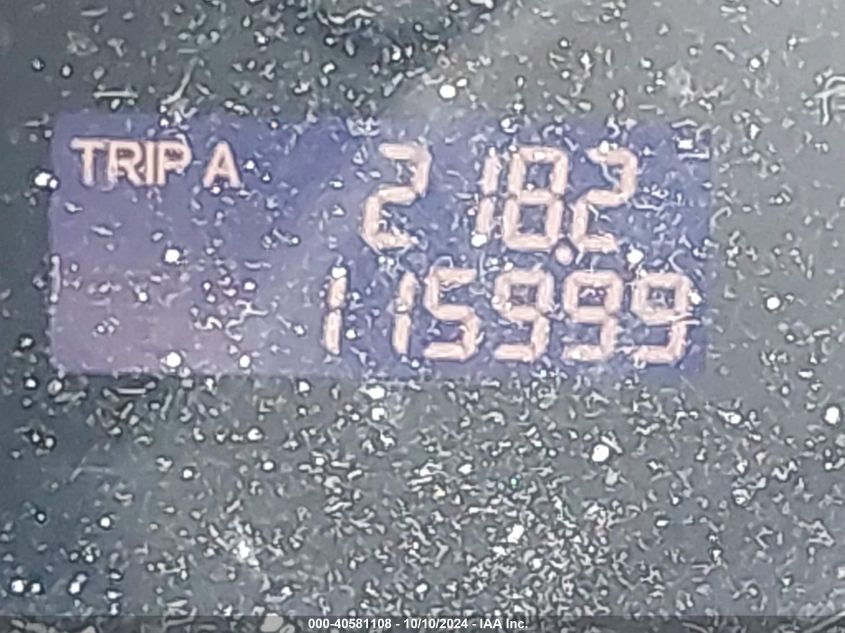 TRIP A 218.2
115999
000-40581108 - 10/10/2024 - IAA Inc.